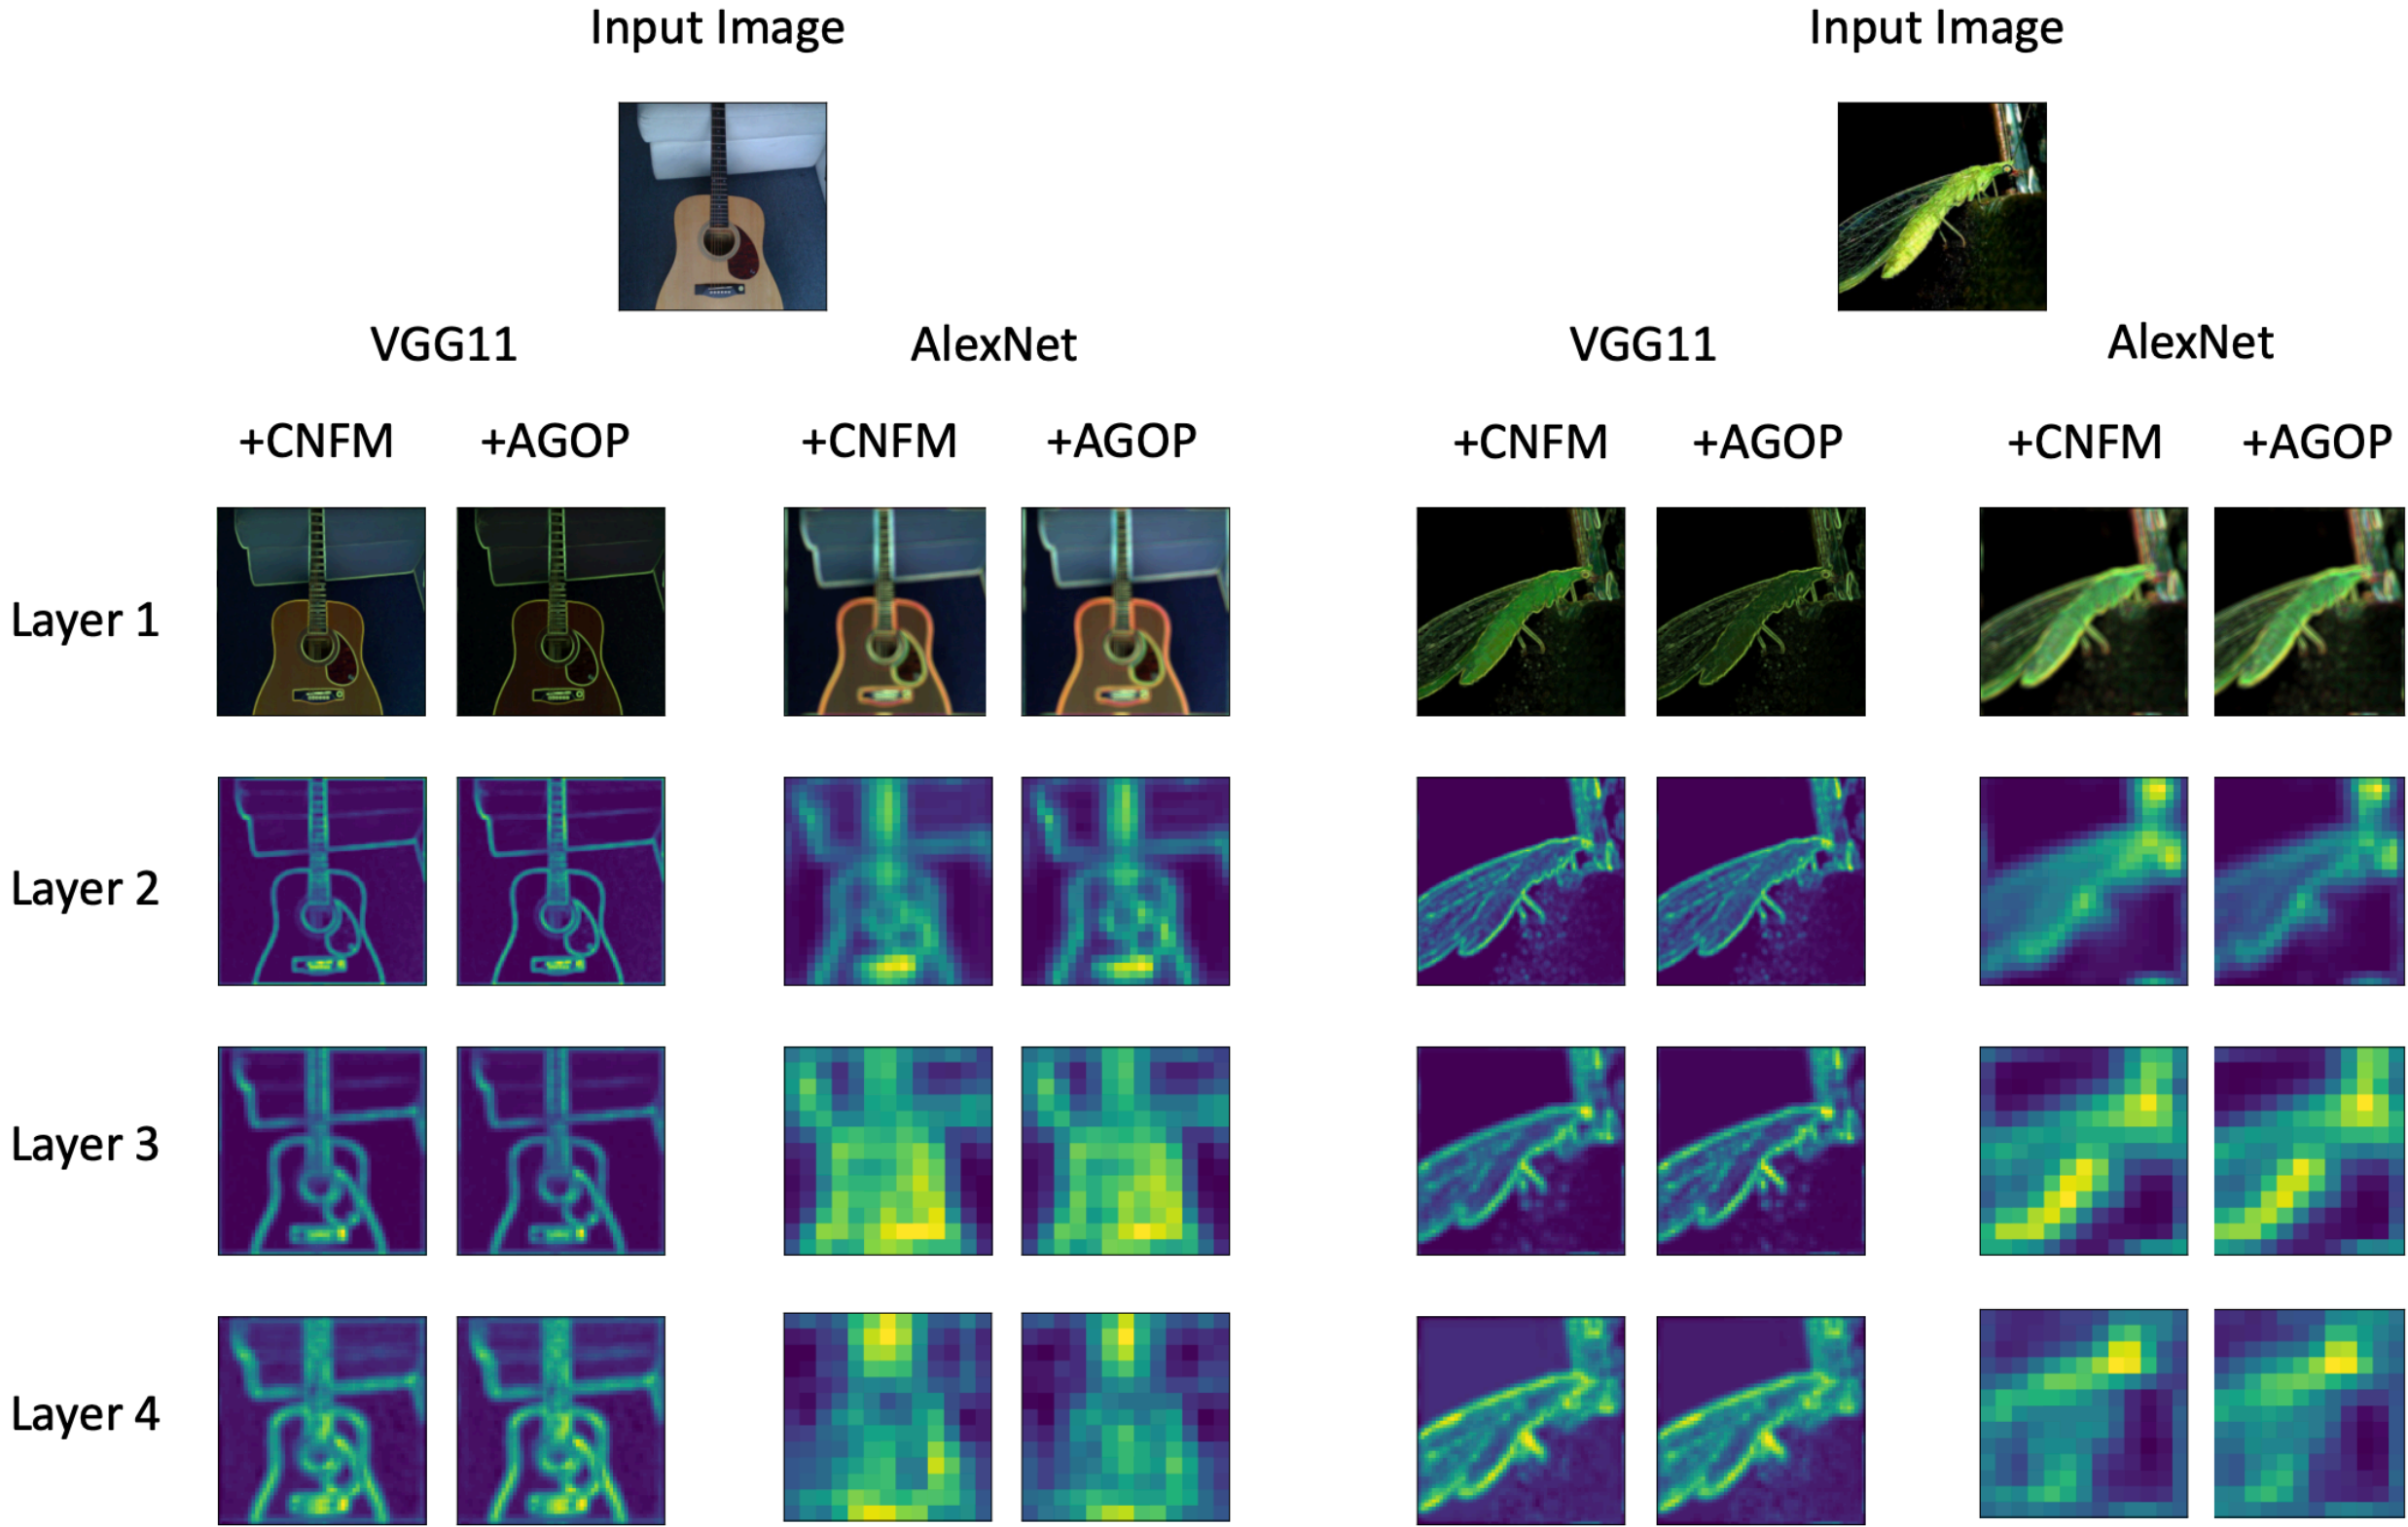 Input Image Input Image
VGG11 AlexNet VGG11 AlexNet
+CNFM +AGOP +CNFM +AGOP +CNFM +AGOP +CNFM +AGOP
Layer 1
Layer 2
Layer 3
Layer 4